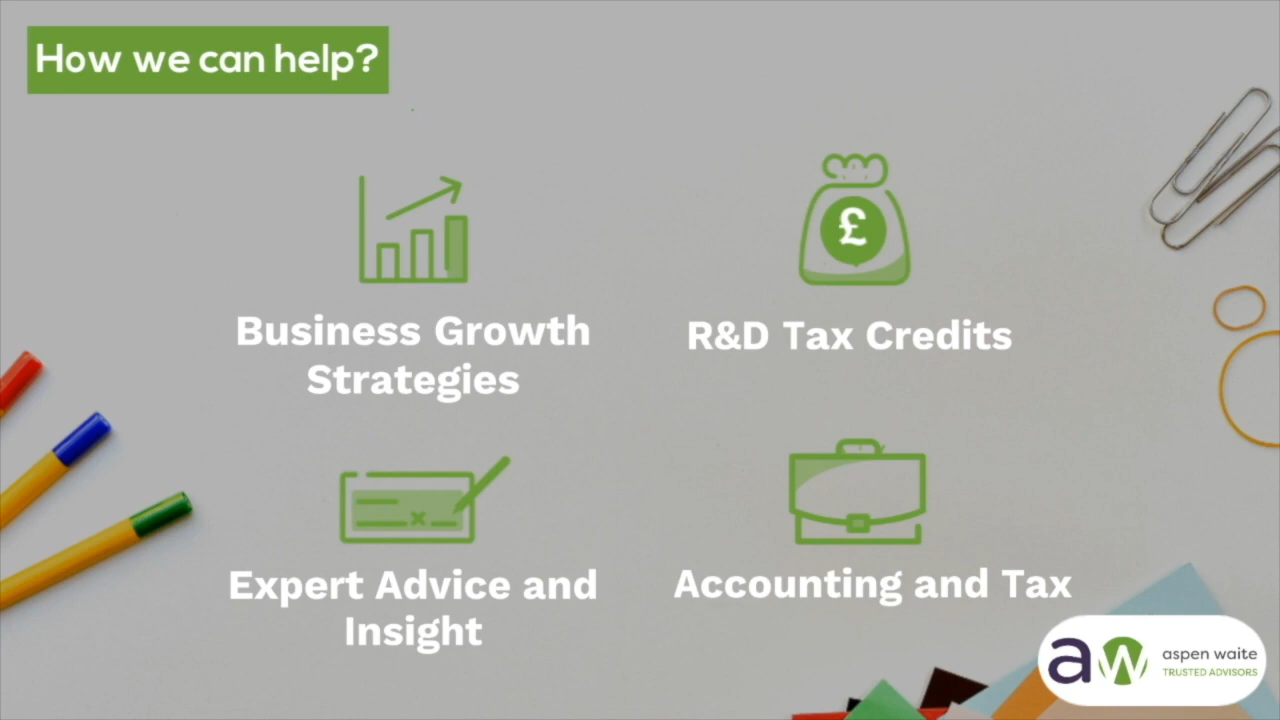 How we can help?
£
Business Growth
Strategies
R&D Tax Credits
Expert Advice and
Insight
Accounting and Tax
aw
aspen waite
TRUSTED ADVISORS